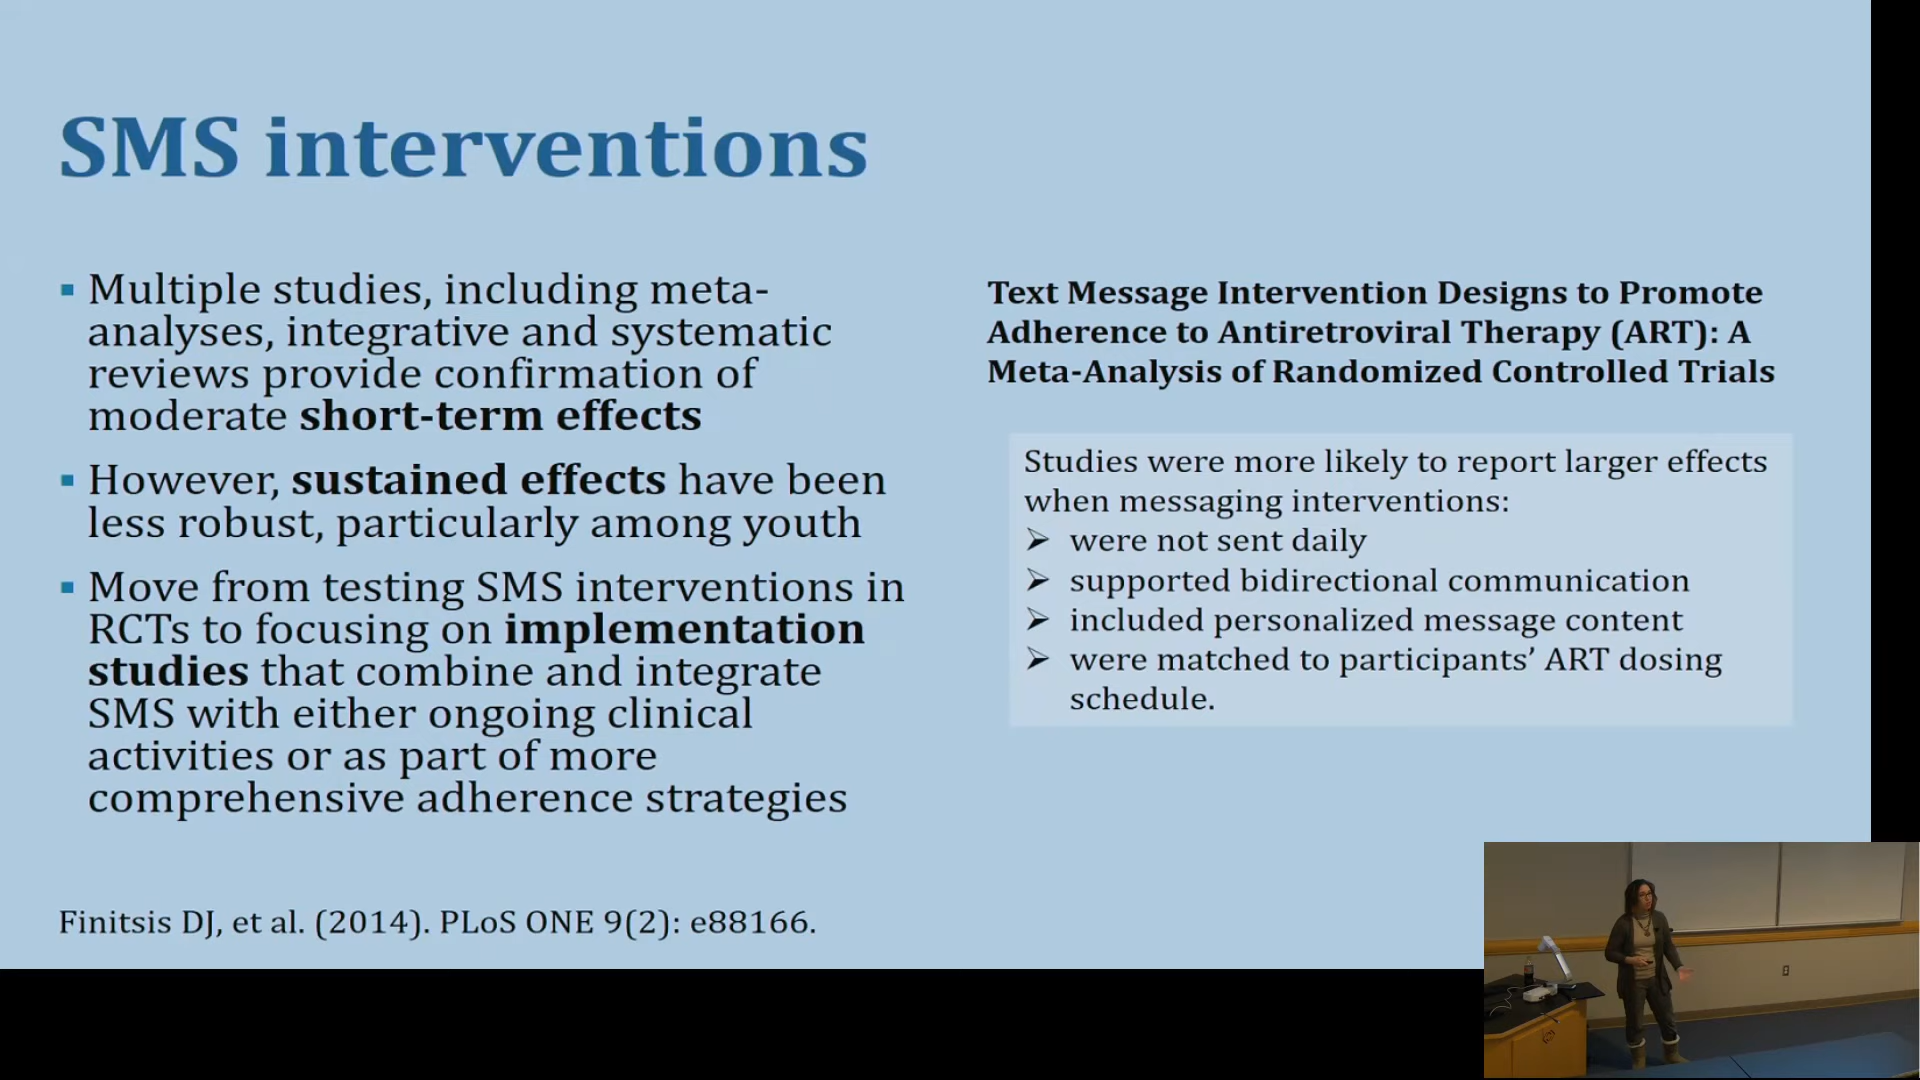 SMS interventions
▪ Multiple studies, including meta-
analyses, integrative and systematic
reviews provide confirmation of
moderate short-term effects
▪ However, sustained effects have been
less robust, particularly among youth
▪ Move from testing SMS interventions in
RCTs to focusing on implementation
studies that combine and integrate
SMS with either ongoing clinical
activities or as part of more
comprehensive adherence strategies
Finitsis DJ, et al. (2014). PLoS ONE 9(2): e88166.
Text Message Intervention Designs to Promote
Adherence to Antiretroviral Therapy (ART): A
Meta-Analysis of Randomized Controlled Trials
Studies were more likely to report larger effects
when messaging interventions:
➢ were not sent daily
➢ supported bidirectional communication
➢ included personalized message content
➢ were matched to participants’ ART dosing
schedule.